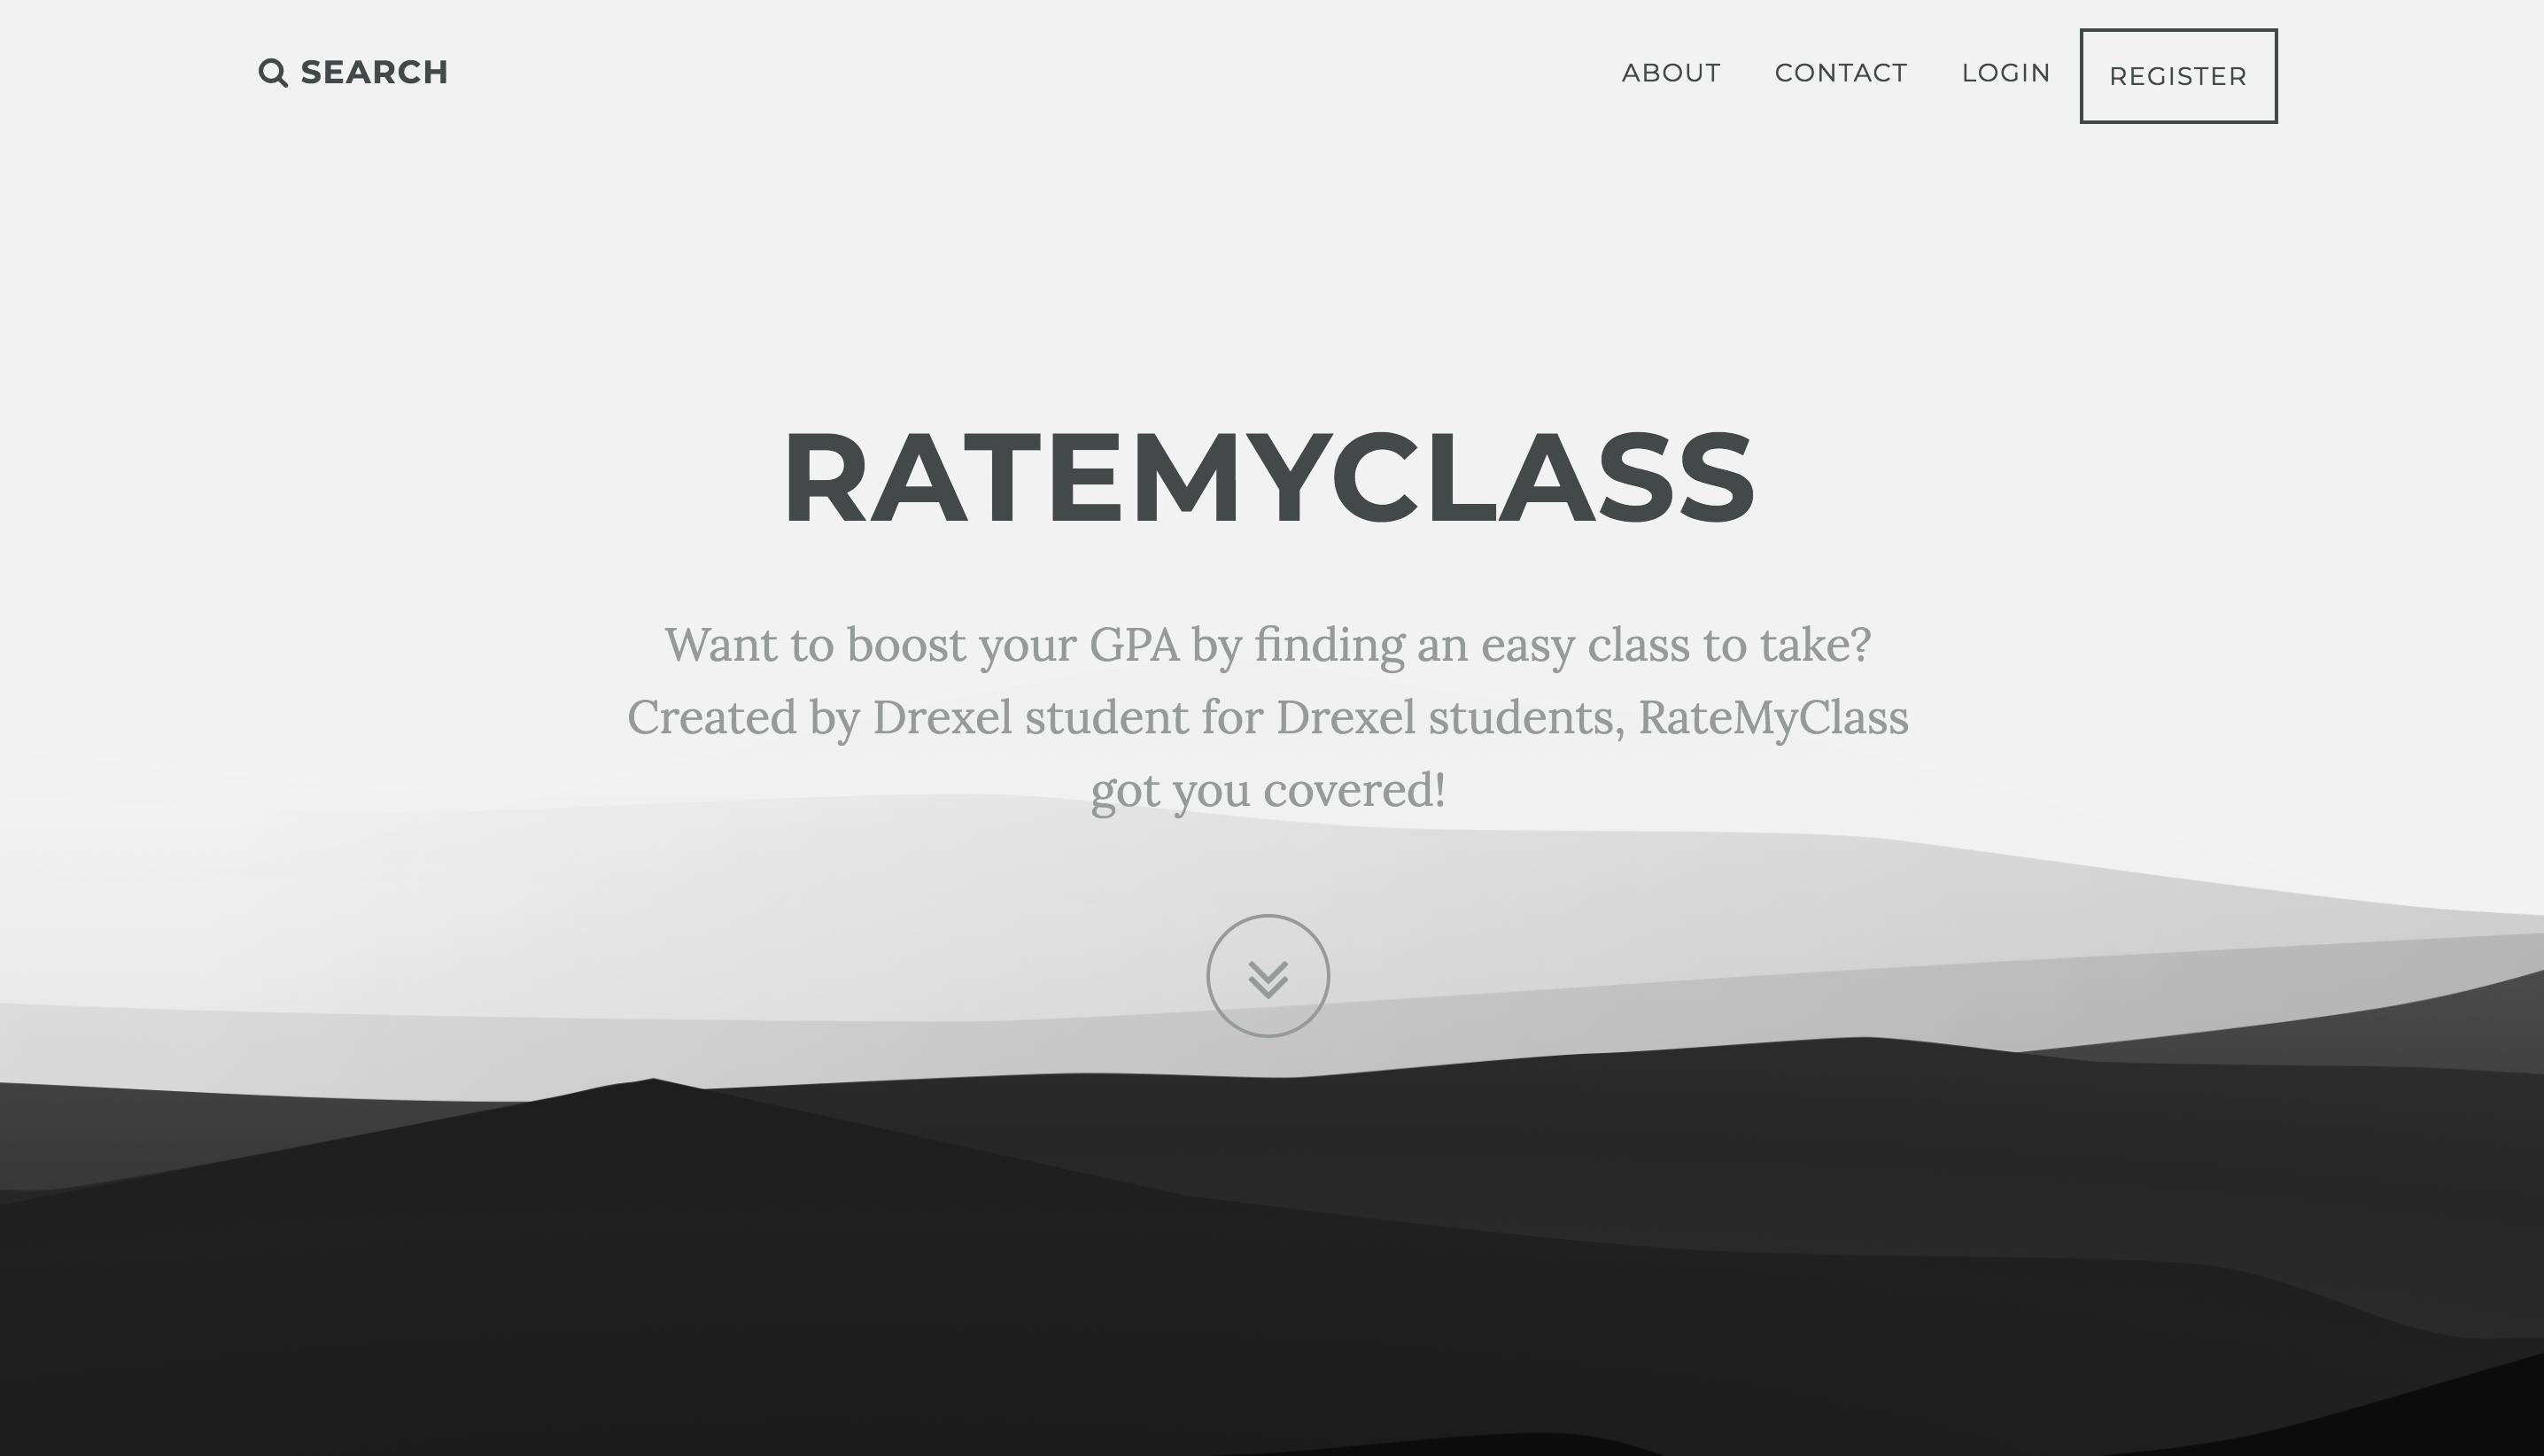 SEARCH
ABOUT CONTACT LOGIN REGISTER
RATEMYCLASS
Want to boost your GPA by finding an easy class to take?
Created by Drexel student for Drexel students, RateMyClass
got you covered!